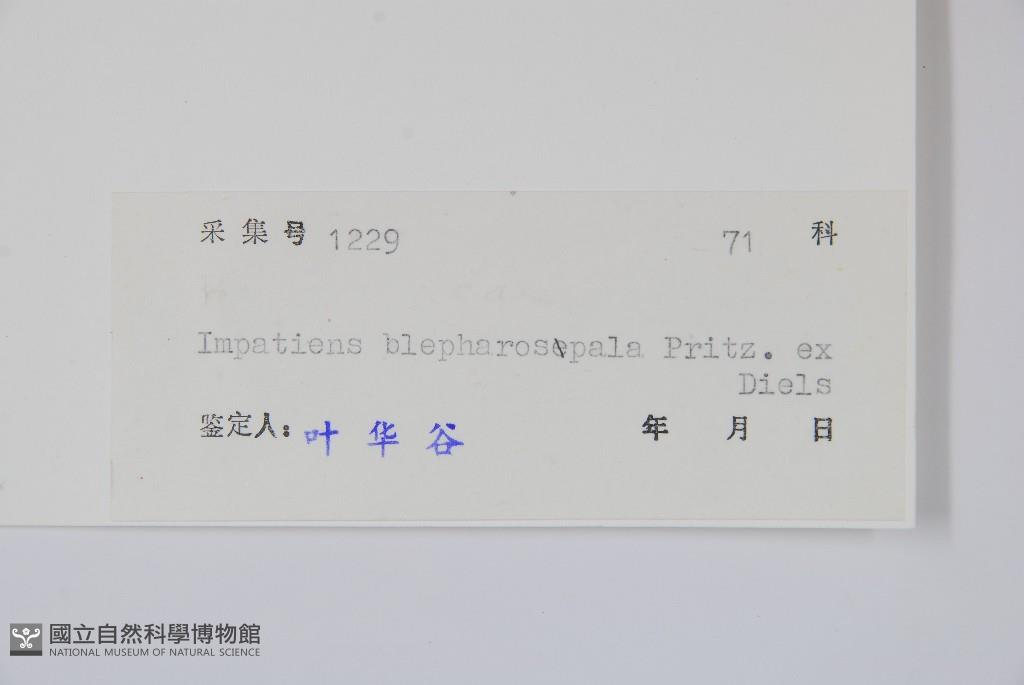 采集号 1229 71 科
Impatiens blepharosepala Pritz. ex
Diels
鉴定人: 叶华谷 年 月 日
國立自然科學博物館
NATIONAL MUSEUM OF NATURAL SCIENCE